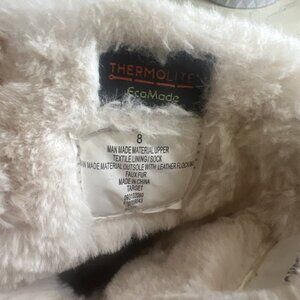 THERMOLITE
EcoMade
8
MAN MADE MATERIAL UPPER
TEXTILE LINING/SOCK
MAN MADE MATERIAL OUTSOLE WITH LEATHER FLOCKING
FAUX FUR
MADE IN CHINA
TARGET